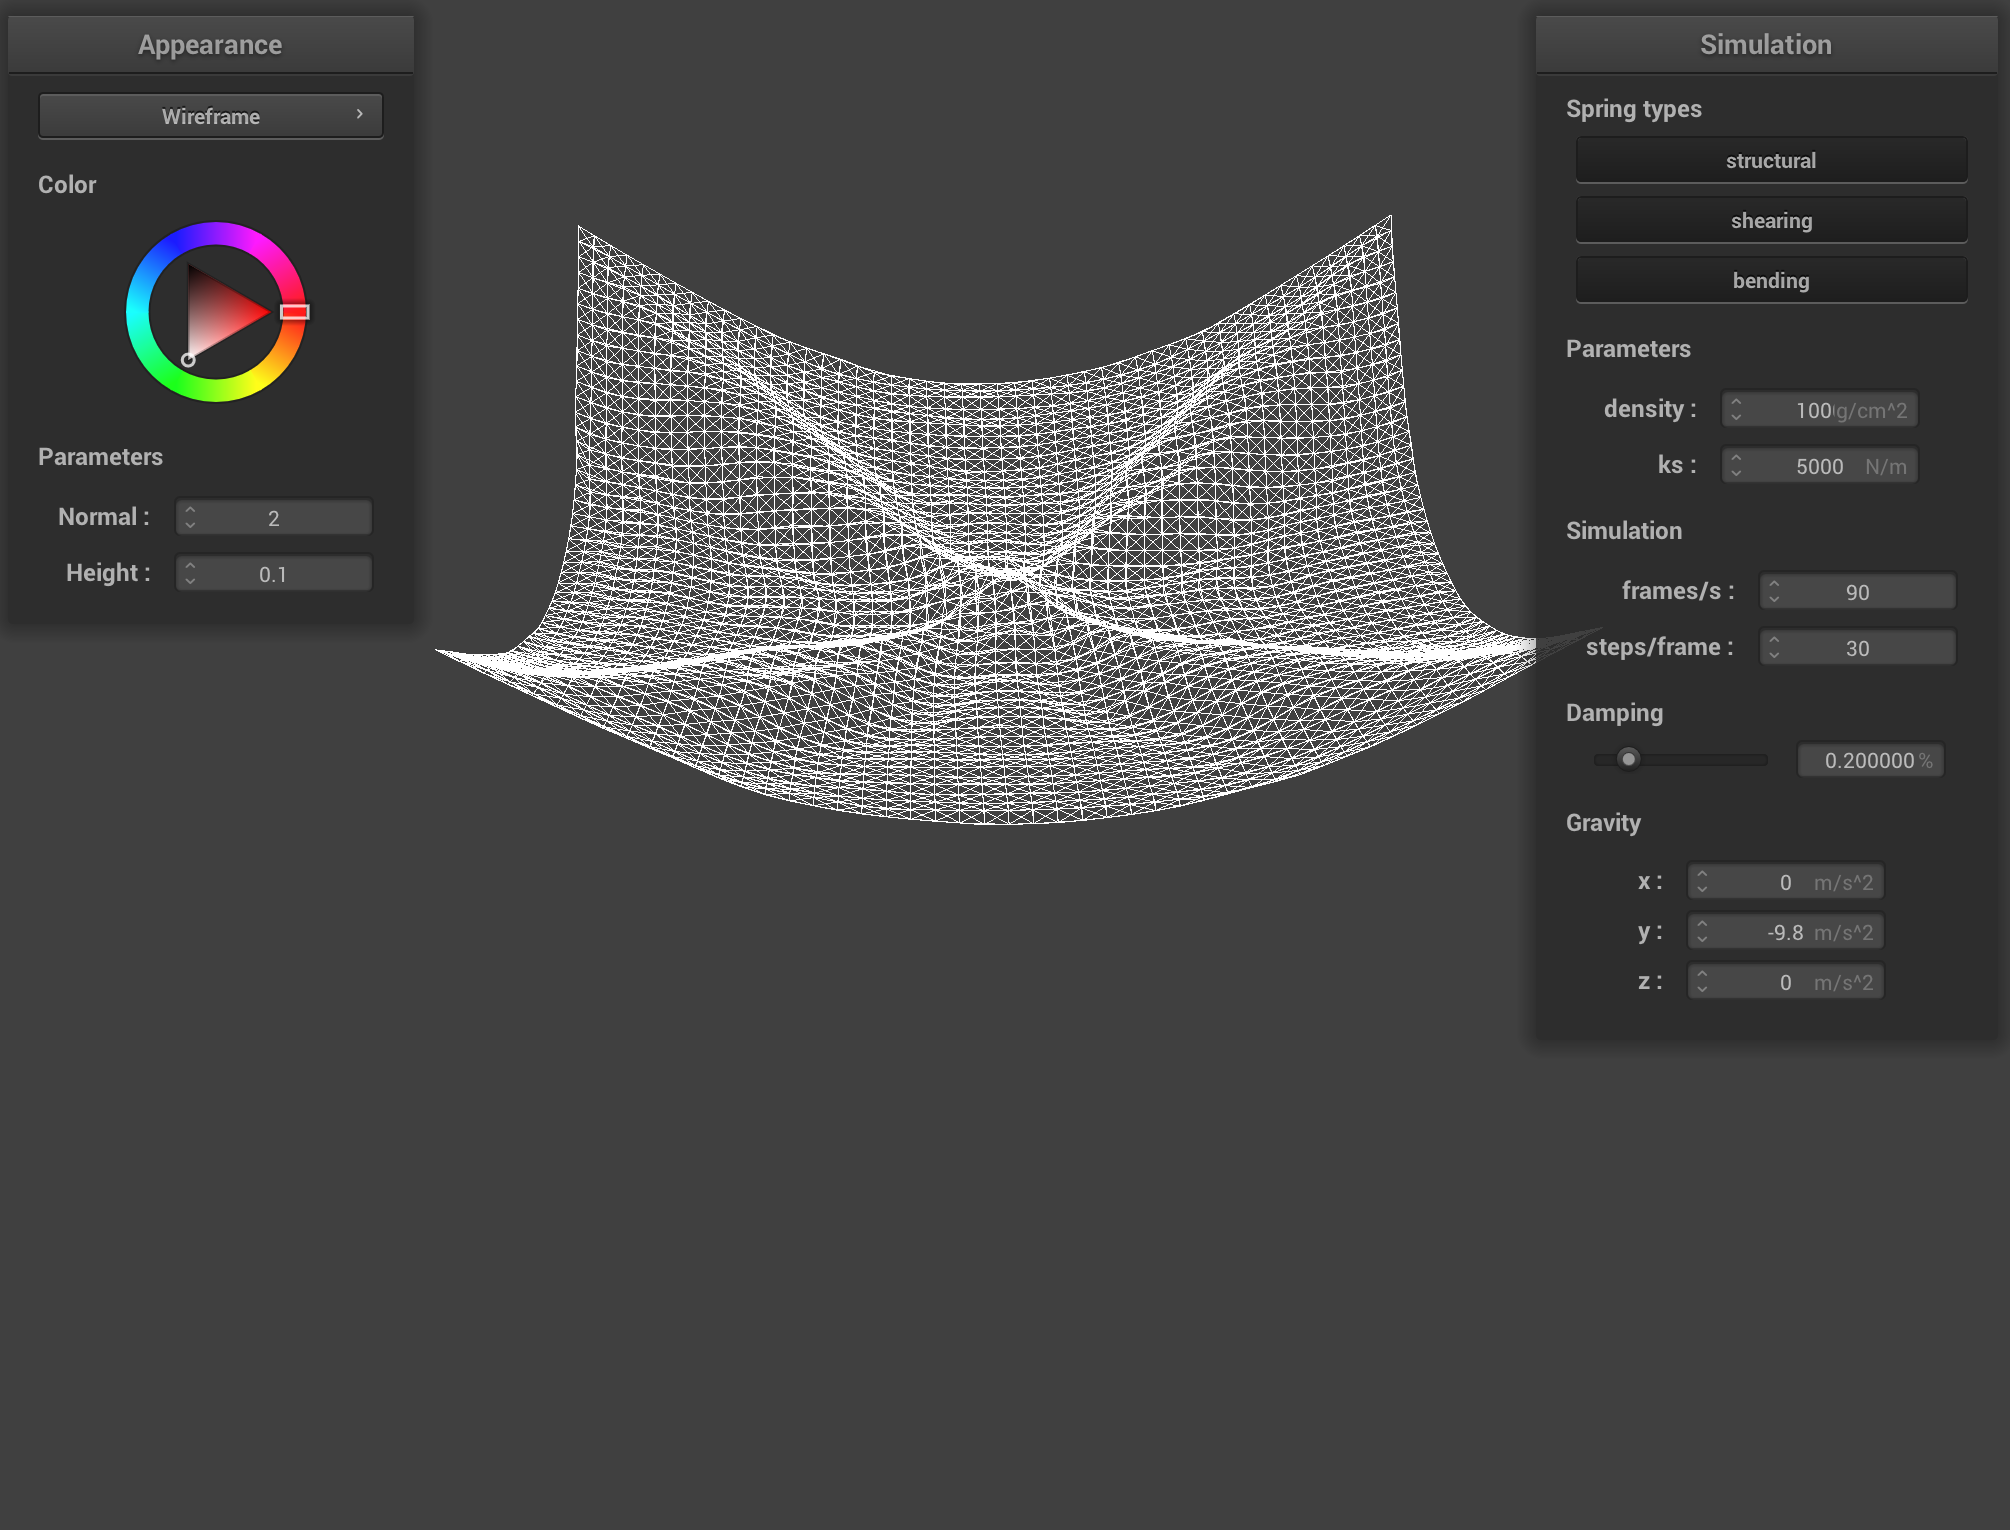 Appearance
Wireframe
Color
Parameters
Normal : 2
Height : 0.1
Simulation
Spring types
structural
shearing
bending
Parameters
density : 100 g/cm^2
ks : 5000 N/m
Simulation
frames/s : 90
steps/frame : 30
Damping
0.200000 %
Gravity
x : 0 m/s^2
y : -9.8 m/s^2
z : 0 m/s^2